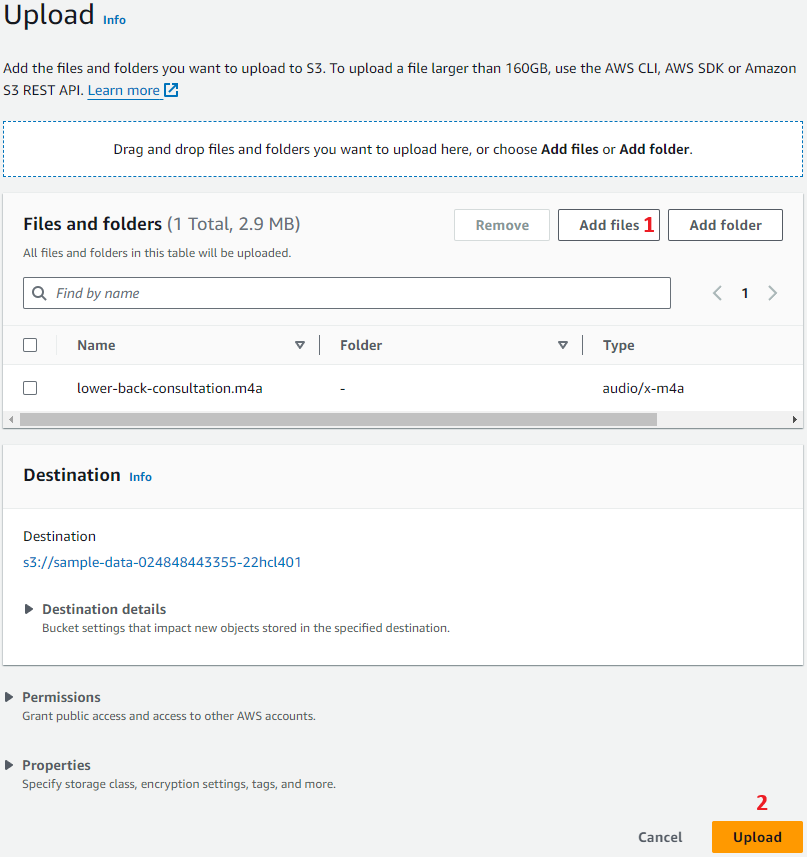 Upload Info
Add the files and folders you want to upload to S3. To upload a file larger than 160GB, use the AWS CLI, AWS SDK or Amazon
S3 REST API. Learn more
Drag and drop files and folders you want to upload here, or choose Add files or Add folder.
Files and folders (1 Total, 2.9 MB)
Remove
Add files 1
Add folder
All files and folders in this table will be uploaded.
Find by name
1
Name Folder Type
lower-back-consultation.m4a - audio/x-m4a
Destination Info
Destination
s3://sample-data-024848443355-22hcl401
Destination details
Bucket settings that impact new objects stored in the specified destination.
Permissions
Grant public access and access to other AWS accounts.
Properties
Specify storage class, encryption settings, tags, and more.
2
Cancel Upload